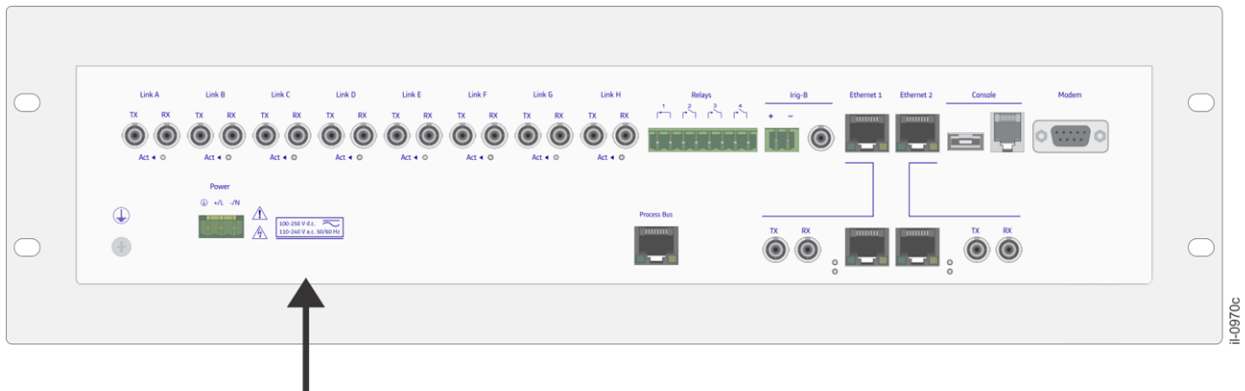 Link A Link B Link C Link D Link E Link F Link G Link H Relays Irig-B Ethernet 1 Ethernet 2 Console Modem
TX RX TX RX TX RX TX RX TX RX TX RX TX RX TX RX 1 2 3 4 + −
Act Act Act Act Act Act Act Act
Power
+/L -/N
100-250 V d.c.
110-240 V a.c. 50/60 Hz
Process Bus
TX RX TX RX
il-0970c